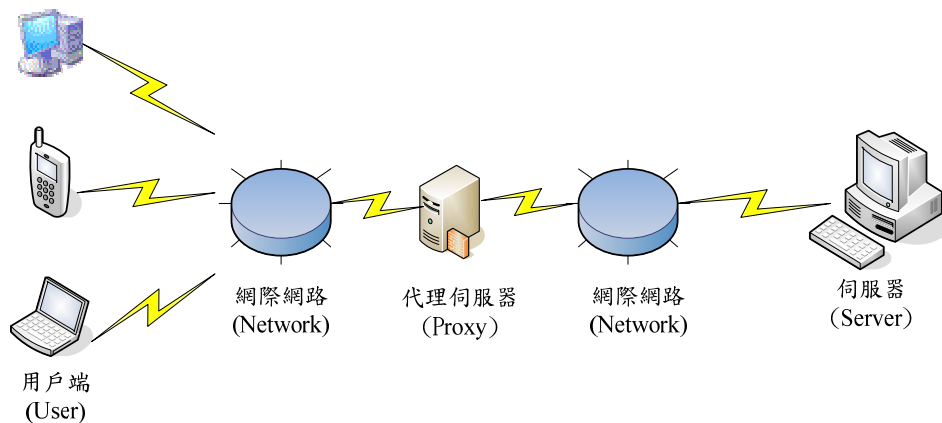 網際網路
(Network)
代理伺服器
(Proxy)
網際網路
(Network)
伺服器
(Server)
用戶端
(User)